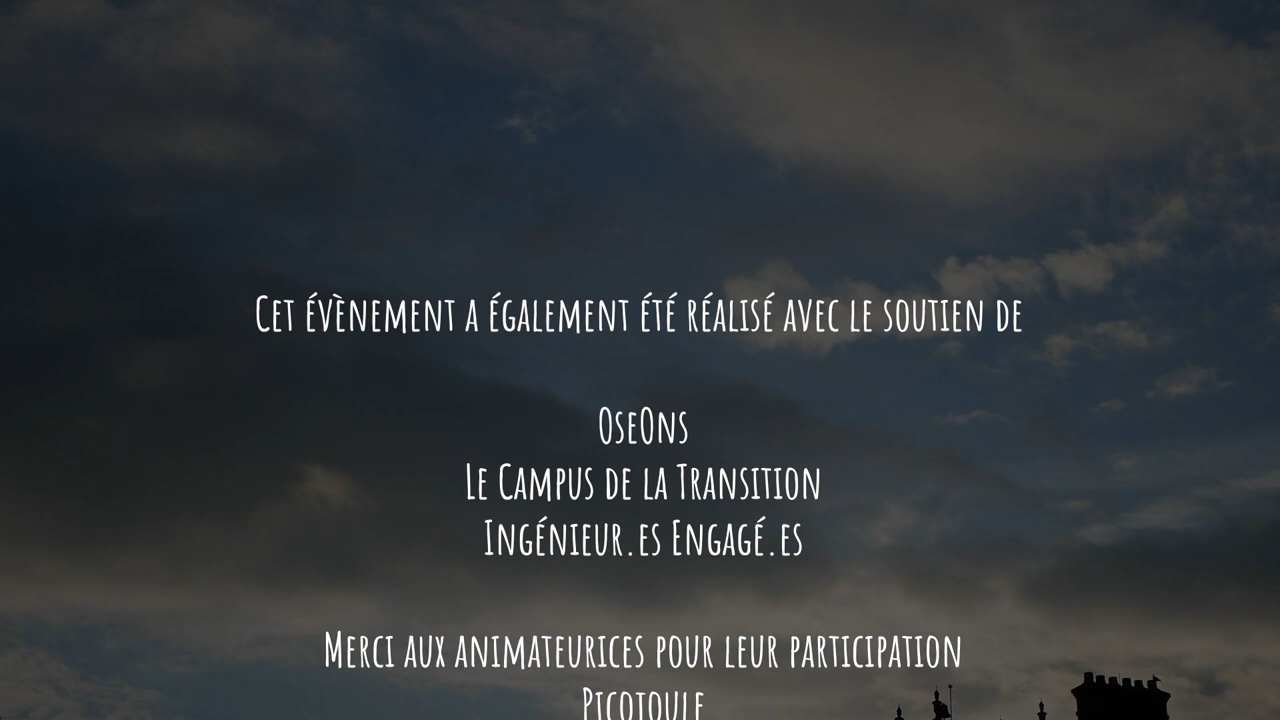 Cet évènement a également été réalisé avec le soutien de
OseOns
Le Campus de la Transition
Ingénieur.es Engagé.es
Merci aux animateurices pour leur participation
Picojoule